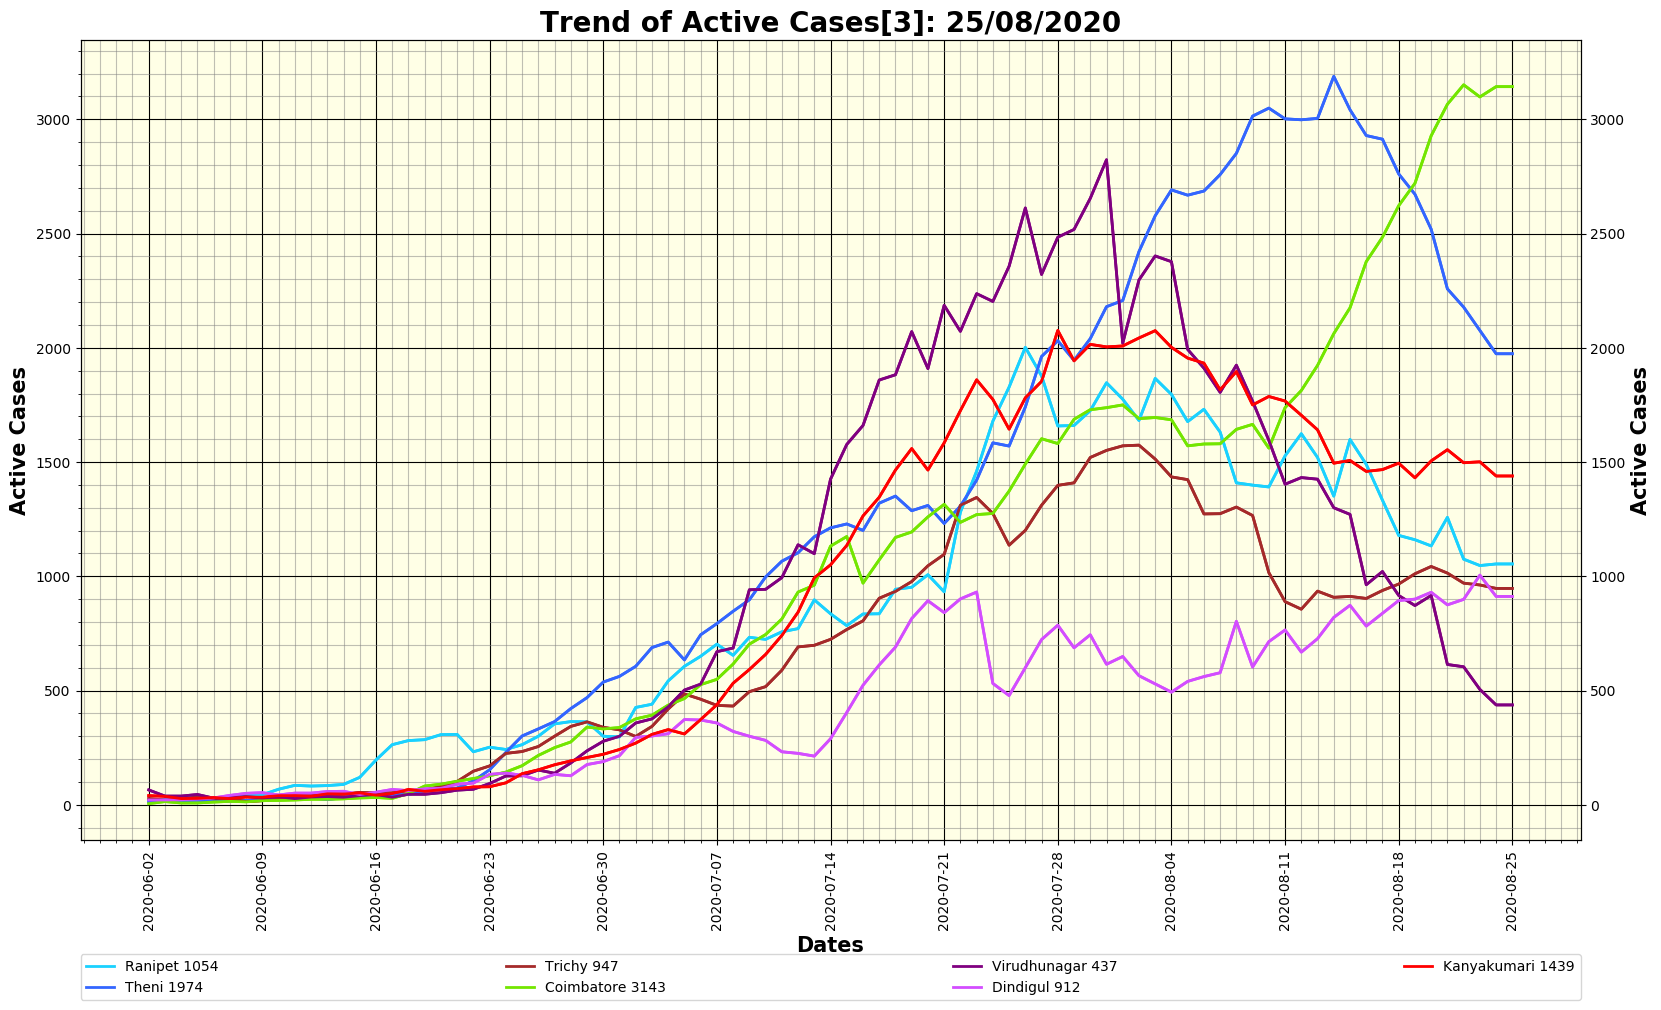 Trend of Active Cases[3]: 25/08/2020
3000
2500
2000
1500
1000
500
0
Active Cases
3000
2500
2000
1500
1000
500
0
Active Cases
2020-06-02
2020-06-09
2020-06-16
2020-06-23
2020-06-30
2020-07-07
2020-07-14
2020-07-21
2020-07-28
2020-08-04
2020-08-11
2020-08-18
2020-08-25
Dates
Ranipet 1054
Theni 1974
Trichy 947
Coimbatore 3143
Virudhunagar 437
Dindigul 912
Kanyakumari 1439